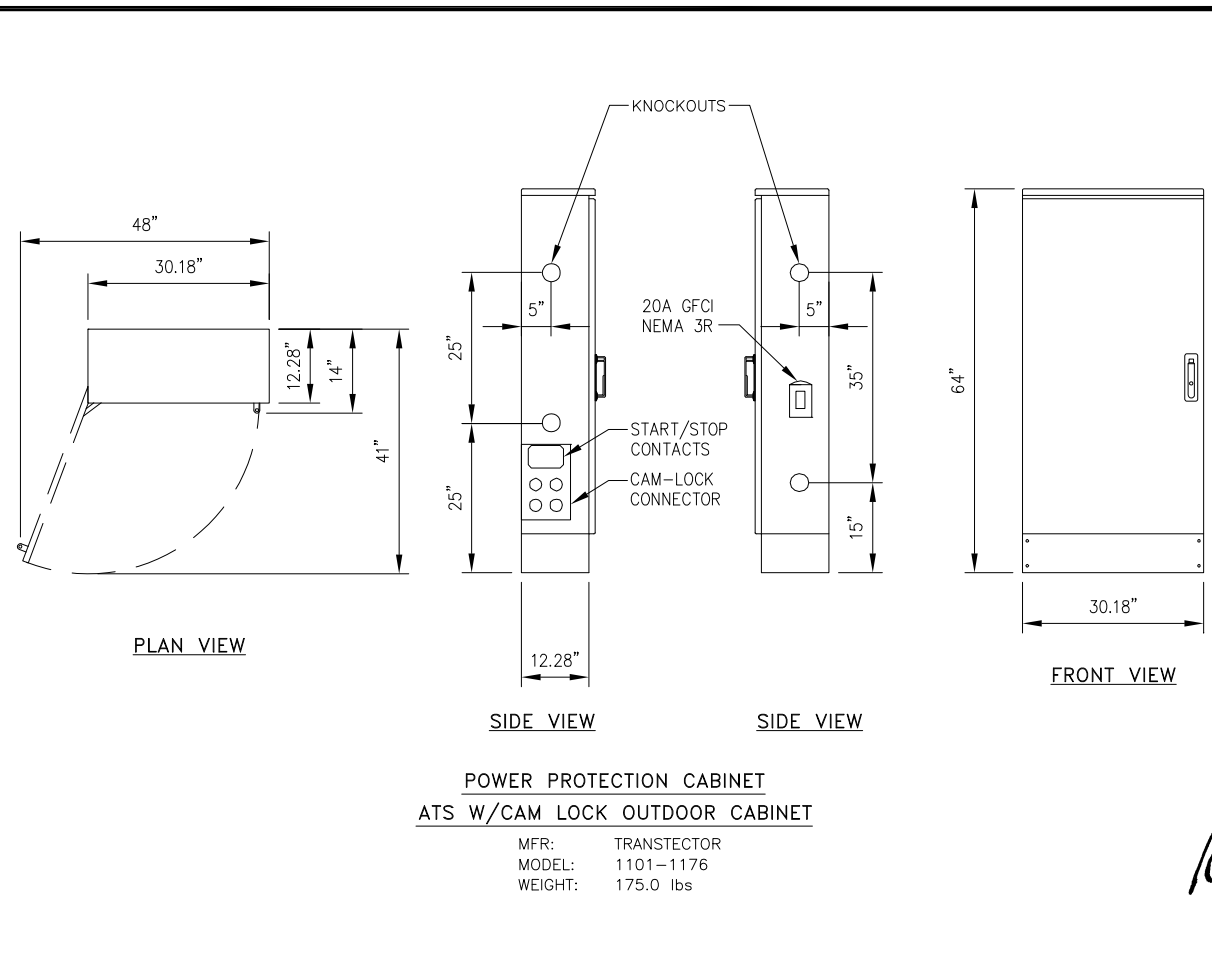 KNOCKOUTS
48”
30.18”
12.28”
14”
41”
PLAN VIEW
5”
25”
25”
START/STOP
CONTACTS
CAM-LOCK
CONNECTOR
12.28”
SIDE VIEW
20A GFCI
NEMA 3R
5”
35”
15”
SIDE VIEW
64”
30.18”
FRONT VIEW
POWER PROTECTION CABINET
ATS W/CAM LOCK OUTDOOR CABINET
MFR: TRANSTECTOR
MODEL: 1101-1176
WEIGHT: 175.0 lbs